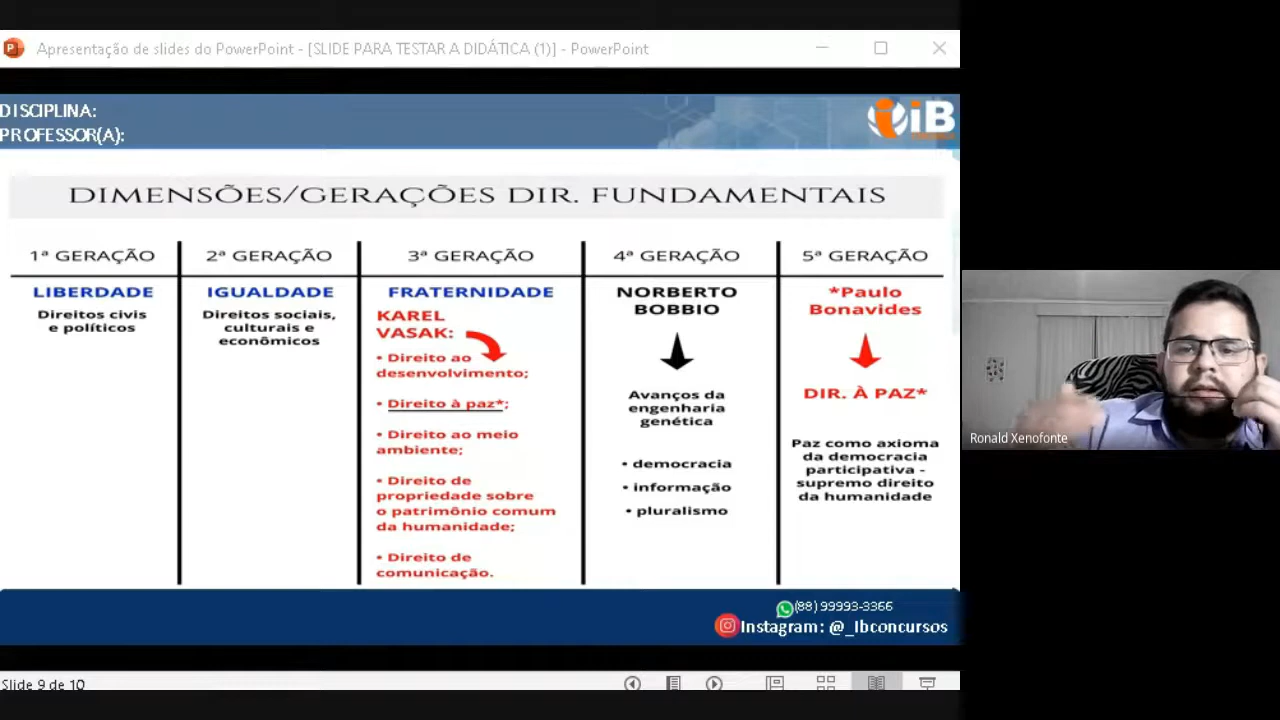 Apresentação de slides do PowerPoint - [SLIDE PARA TESTAR A DIDÁTICA (1)] - PowerPoint
DISCIPLINA:
PROFESSOR(A):
iB
DIMENSÕES/GERAÇÕES DIR. FUNDAMENTAIS
1ª GERAÇÃO
LIBERDADE
Direitos civis
e políticos
2ª GERAÇÃO
IGUALDADE
Direitos sociais,
culturais e
econômicos
3ª GERAÇÃO
FRATERNIDADE
KAREL
VASAK:
• Direito ao
desenvolvimento;
• Direito à paz*;
• Direito ao meio
ambiente;
• Direito de
propriedade sobre
o patrimônio comum
da humanidade;
• Direito de
comunicação.
4ª GERAÇÃO
NORBERTO
BOBBIO
Avanços da
engenharia
genética
• democracia
• informação
• pluralismo
5ª GERAÇÃO
*Paulo
Bonavides
DIR. À PAZ*
Paz como axioma
da democracia
participativa -
supremo direito
da humanidade
(88) 99993-3366
Instagram: @_Ibconcursos
Slide 9 de 10
Ronald Xenofonte